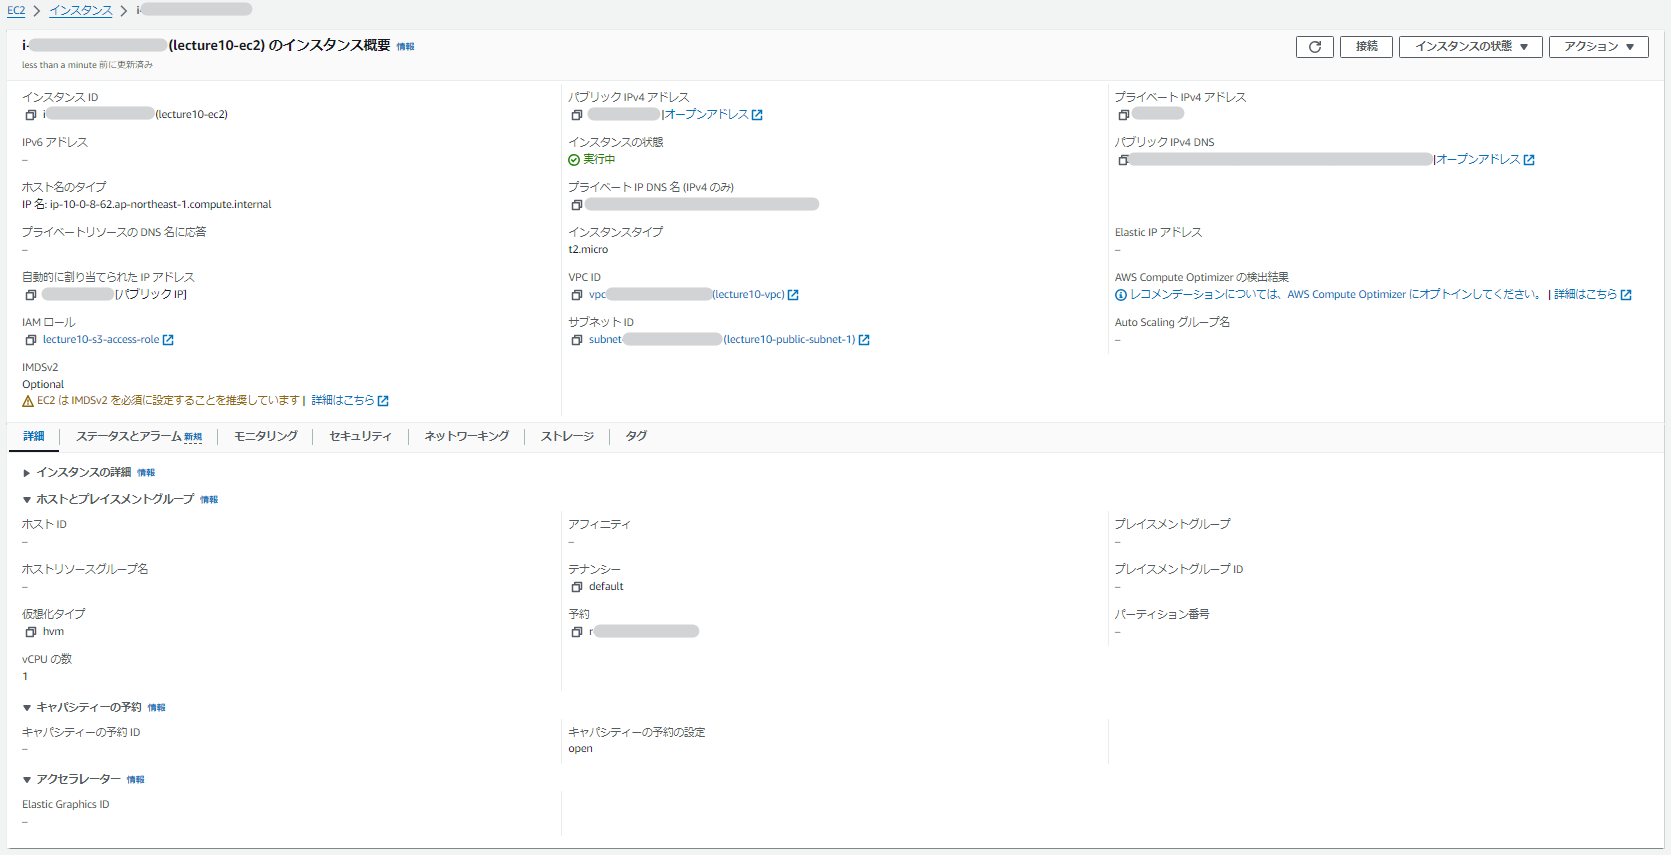 EC2 > インスタンス > i-
i- (lecture10-ec2) のインスタンス概要 情報
less than a minute 前に更新済み
接続
インスタンスの状態 ▼
アクション ▼
インスタンス ID
i (lecture10-ec2)
パブリック IPv4 アドレス
|オープンアドレス
プライベート IPv4 アドレス
IPv6 アドレス
–
インスタンスの状態
実行中
パブリック IPv4 DNS
|オープンアドレス
ホスト名のタイプ
IP 名: ip-10-0-8-62.ap-northeast-1.compute.internal
プライベート IP DNS 名 (IPv4 のみ)
プライベートリソースの DNS 名に応答
–
インスタンスタイプ
t2.micro
Elastic IP アドレス
–
自動的に割り当てられた IP アドレス
[パブリック IP]
VPC ID
vpc (lecture10-vpc)
AWS Compute Optimizer の検出結果
レコメンデーションについては、AWS Compute Optimizer にオプトインしてください。 | 詳細はこちら
IAM ロール
lecture10-s3-access-role
サブネット ID
subnet (lecture10-public-subnet-1)
Auto Scaling グループ名
–
IMDSv2
Optional
EC2 は IMDSv2 を必須に設定することを推奨しています | 詳細はこちら
詳細
ステータスとアラーム 新規
モニタリング
セキュリティ
ネットワーキング
ストレージ
タグ
▶ インスタンスの詳細 情報
▼ ホストとプレイスメントグループ 情報
ホスト ID
–
アフィニティ
–
プレイスメントグループ
–
ホストリソースグループ名
–
テナンシー
default
プレイスメントグループ ID
–
仮想化タイプ
hvm
予約
r
パーティション番号
–
vCPU の数
1
▼ キャパシティーの予約 情報
キャパシティーの予約 ID
–
キャパシティーの予約の設定
open
▼ アクセラレーター 情報
Elastic Graphics ID
–